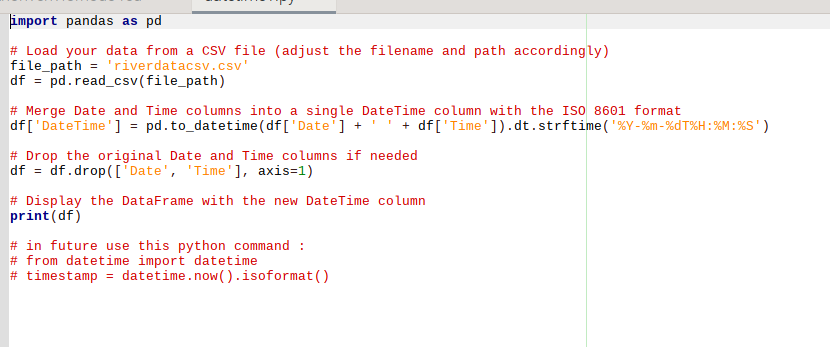 import pandas as pd
# Load your data from a CSV file (adjust the filename and path accordingly)
file_path = 'riverdatacsv.csv'
df = pd.read_csv(file_path)
# Merge Date and Time columns into a single DateTime column with the ISO 8601 format
df['DateTime'] = pd.to_datetime(df['Date'] + ' ' + df['Time']).dt.strftime('%Y-%m-%dT%H:%M:%S')
# Drop the original Date and Time columns if needed
df = df.drop(['Date', 'Time'], axis=1)
# Display the DataFrame with the new DateTime column
print(df)
# in future use this python command :
# from datetime import datetime
# timestamp = datetime.now().isoformat()